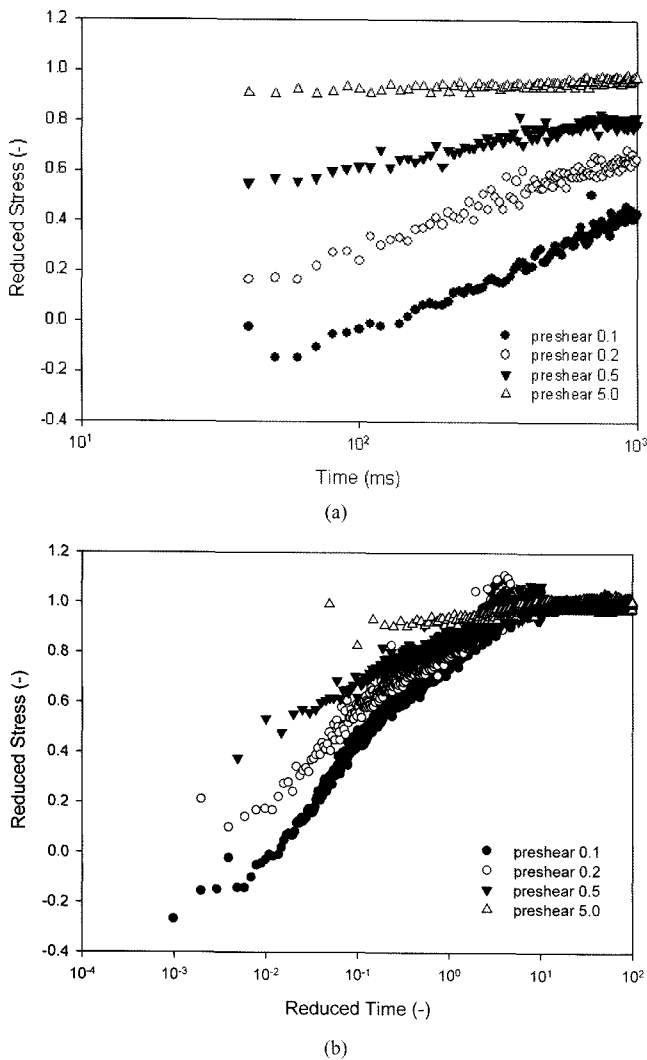 1.2
1.0
0.8
0.6
0.4
0.2
0.0
-0.2
-0.4
Reduced Stress (-)
preshear 0.1
preshear 0.2
preshear 0.5
preshear 5.0
10¹ 10² 10³
Time (ms)
(a)
1.2
1.0
0.8
0.6
0.4
0.2
0.0
-0.2
-0.4
Reduced Stress (-)
preshear 0.1
preshear 0.2
preshear 0.5
preshear 5.0
10⁻⁴ 10⁻³ 10⁻² 10⁻¹ 10⁰ 10¹ 10²
Reduced Time (-)
(b)